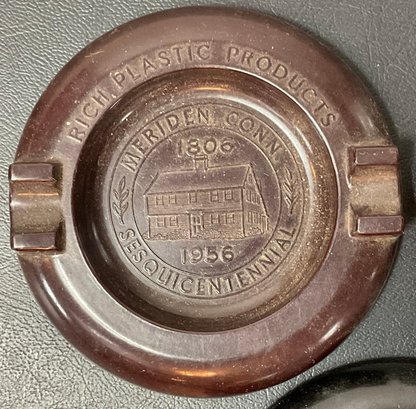 RICH PLASTIC PRODUCTS
MERIDEN, CONN.
1806
1956
SESQUICENTENNIAL